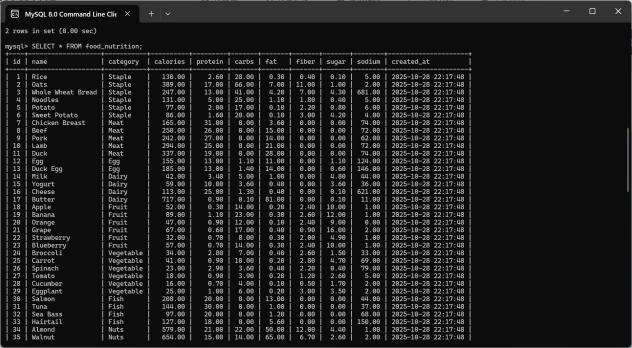 MySQL 8.0 Command Line Clie
2 rows in set (0.00 sec)
mysql> SELECT * FROM food_nutrition;
| id | name | category | calories | protein | carbs | fat | fiber | sugar | sodium | created_at |
| 1 | Rice | Staple | 130.00 | 2.60 | 28.00 | 0.30 | 0.40 | 0.10 | 5.00 | 2025-10-28 22:17:48 |
| 2 | Oats | Staple | 389.00 | 17.00 | 66.00 | 7.00 | 11.00 | 1.00 | 2.00 | 2025-10-28 22:17:48 |
| 3 | Whole Wheat Bread | Staple | 247.00 | 13.00 | 41.00 | 4.20 | 7.00 | 4.30 | 681.00 | 2025-10-28 22:17:48 |
| 4 | Noodles | Staple | 131.00 | 5.00 | 25.00 | 1.10 | 1.80 | 0.40 | 5.00 | 2025-10-28 22:17:48 |
| 5 | Potato | Staple | 77.00 | 2.00 | 17.00 | 0.10 | 2.20 | 0.80 | 6.00 | 2025-10-28 22:17:48 |
| 6 | Sweet Potato | Staple | 86.00 | 1.60 | 20.00 | 0.10 | 3.00 | 4.20 | 4.00 | 2025-10-28 22:17:48 |
| 7 | Chicken Breast | Meat | 165.00 | 31.00 | 0.00 | 3.60 | 0.00 | 0.00 | 74.00 | 2025-10-28 22:17:48 |
| 8 | Beef | Meat | 250.00 | 26.00 | 0.00 | 15.00 | 0.00 | 0.00 | 72.00 | 2025-10-28 22:17:48 |
| 9 | Pork | Meat | 242.00 | 27.00 | 0.00 | 14.00 | 0.00 | 0.00 | 62.00 | 2025-10-28 22:17:48 |
| 10 | Lamb | Meat | 294.00 | 25.00 | 0.00 | 21.00 | 0.00 | 0.00 | 72.00 | 2025-10-28 22:17:48 |
| 11 | Duck | Meat | 337.00 | 19.00 | 0.00 | 28.00 | 0.00 | 0.00 | 74.00 | 2025-10-28 22:17:48 |
| 12 | Egg | Egg | 155.00 | 13.00 | 1.10 | 11.00 | 0.00 | 1.10 | 124.00 | 2025-10-28 22:17:48 |
| 13 | Duck Egg | Egg | 185.00 | 13.00 | 1.40 | 14.00 | 0.00 | 0.60 | 146.00 | 2025-10-28 22:17:48 |
| 14 | Milk | Dairy | 42.00 | 3.40 | 5.00 | 1.00 | 0.00 | 4.80 | 44.00 | 2025-10-28 22:17:48 |
| 15 | Yogurt | Dairy | 59.00 | 10.00 | 3.60 | 0.40 | 0.00 | 3.60 | 36.00 | 2025-10-28 22:17:48 |
| 16 | Cheese | Dairy | 113.00 | 25.00 | 1.30 | 0.40 | 0.00 | 0.10 | 621.00 | 2025-10-28 22:17:48 |
| 17 | Butter | Dairy | 717.00 | 0.90 | 0.10 | 81.00 | 0.00 | 0.10 | 11.00 | 2025-10-28 22:17:48 |
| 18 | Apple | Fruit | 52.00 | 0.30 | 14.00 | 0.20 | 2.40 | 10.00 | 1.00 | 2025-10-28 22:17:48 |
| 19 | Banana | Fruit | 89.00 | 1.10 | 23.00 | 0.30 | 2.60 | 12.00 | 1.00 | 2025-10-28 22:17:48 |
| 20 | Orange | Fruit | 47.00 | 0.90 | 12.00 | 0.10 | 2.40 | 9.00 | 0.00 | 2025-10-28 22:17:48 |
| 21 | Grape | Fruit | 67.00 | 0.60 | 17.00 | 0.40 | 0.90 | 16.00 | 2.00 | 2025-10-28 22:17:48 |
| 22 | Strawberry | Fruit | 32.00 | 0.70 | 8.00 | 0.30 | 2.00 | 4.90 | 1.00 | 2025-10-28 22:17:48 |
| 23 | Blueberry | Fruit | 57.00 | 0.70 | 14.00 | 0.30 | 2.40 | 10.00 | 1.00 | 2025-10-28 22:17:48 |
| 24 | Broccoli | Vegetable | 34.00 | 2.80 | 7.00 | 0.40 | 2.60 | 1.50 | 33.00 | 2025-10-28 22:17:48 |
| 25 | Carrot | Vegetable | 41.00 | 0.90 | 10.00 | 0.20 | 2.80 | 4.70 | 69.00 | 2025-10-28 22:17:48 |
| 26 | Spinach | Vegetable | 23.00 | 2.90 | 3.60 | 0.40 | 2.20 | 0.40 | 79.00 | 2025-10-28 22:17:48 |
| 27 | Tomato | Vegetable | 18.00 | 0.90 | 3.90 | 0.20 | 1.20 | 2.60 | 5.00 | 2025-10-28 22:17:48 |
| 28 | Cucumber | Vegetable | 16.00 | 0.70 | 4.00 | 0.10 | 0.50 | 1.70 | 2.00 | 2025-10-28 22:17:48 |
| 29 | Eggplant | Vegetable | 25.00 | 1.00 | 6.00 | 0.20 | 3.00 | 3.50 | 2.00 | 2025-10-28 22:17:48 |
| 30 | Salmon | Fish | 208.00 | 20.00 | 0.00 | 13.00 | 0.00 | 0.00 | 44.00 | 2025-10-28 22:17:48 |
| 31 | Tuna | Fish | 144.00 | 30.00 | 0.00 | 1.00 | 0.00 | 0.00 | 37.00 | 2025-10-28 22:17:48 |
| 32 | Sea Bass | Fish | 97.00 | 20.00 | 0.00 | 1.20 | 0.00 | 0.00 | 68.00 | 2025-10-28 22:17:48 |
| 33 | Hairtail | Fish | 127.00 | 18.00 | 0.00 | 5.60 | 0.00 | 0.00 | 150.00 | 2025-10-28 22:17:48 |
| 34 | Almond | Nuts | 579.00 | 21.00 | 22.00 | 50.00 | 12.00 | 4.40 | 1.00 | 2025-10-28 22:17:48 |
| 35 | Walnut | Nuts | 654.00 | 15.00 | 14.00 | 65.00 | 6.70 | 2.60 | 2.00 | 2025-10-28 22:17:48 |